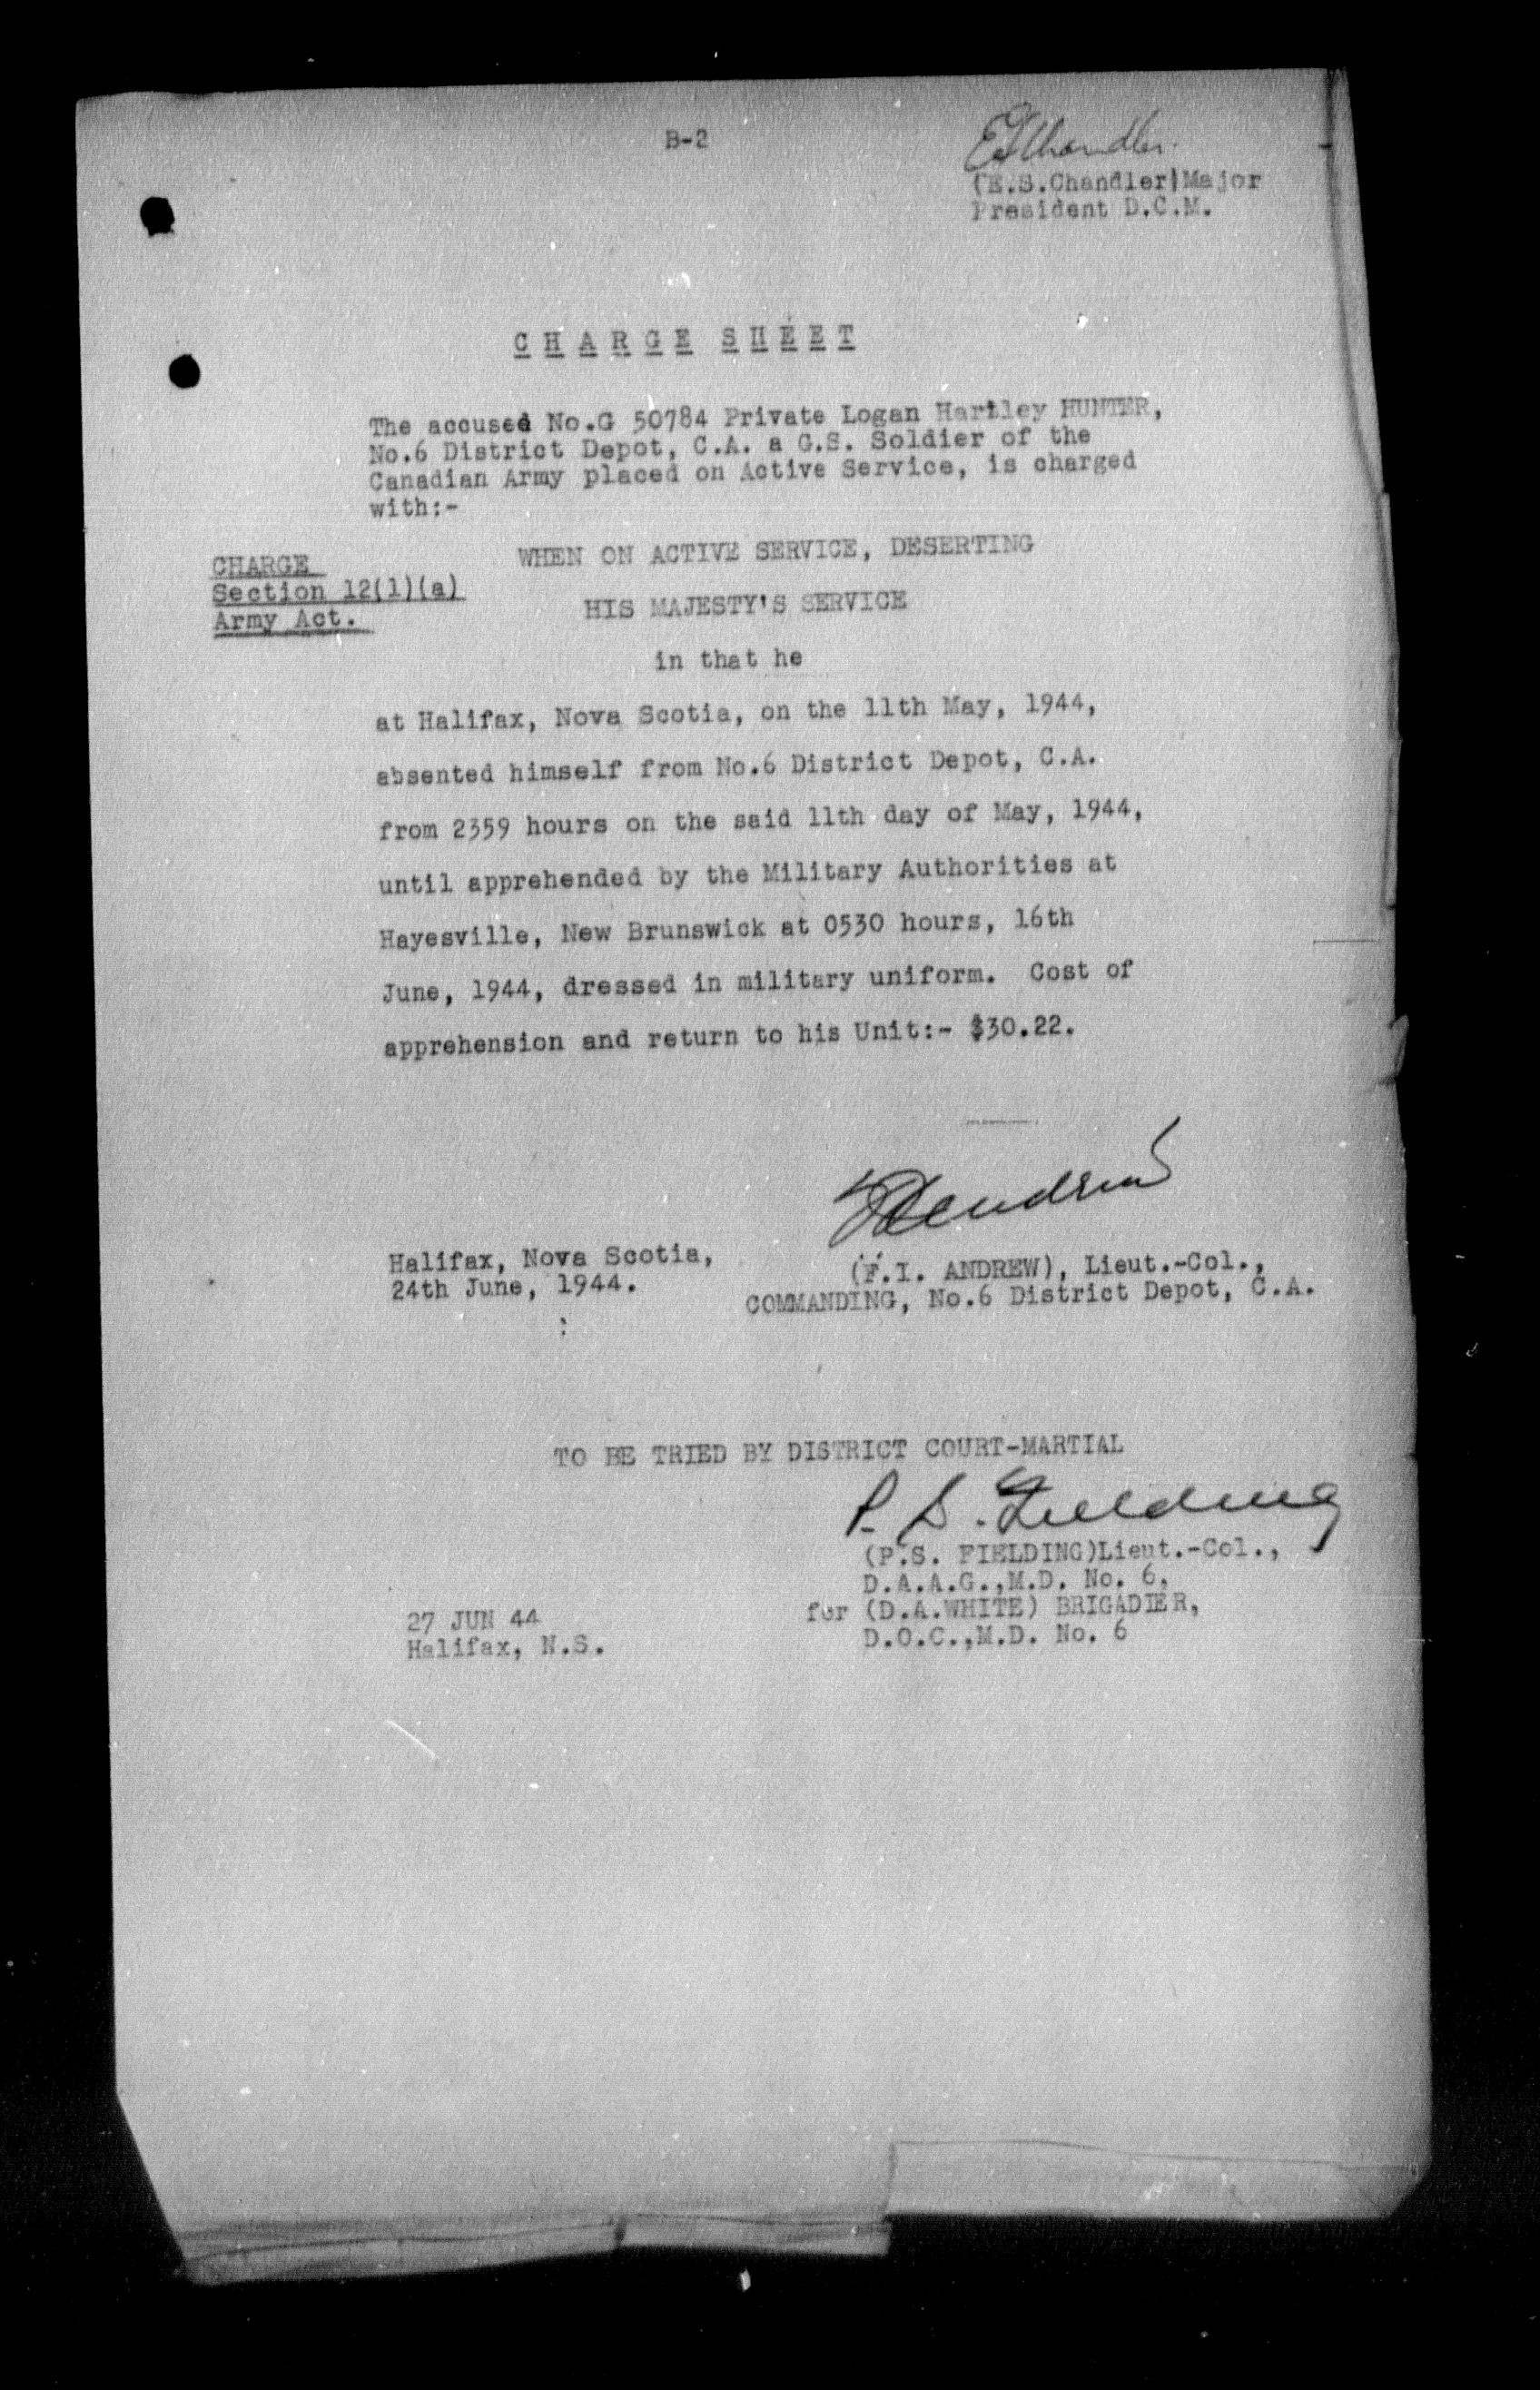 B-2
E S Chandler.
(E.S.Chandler)Major
President D.C.M.
CHARGE SHEET
The accused No.G 50784 Private Logan Hartley HUNTER,
No.6 District Depot, C.A. a G.S. Soldier of the
Canadian Army placed on Active Service, is charged
with:-
CHARGE
Section 12(1)(a)
Army Act.
WHEN ON ACTIVE SERVICE, DESERTING
HIS MAJESTY'S SERVICE
in that he
at Halifax, Nova Scotia, on the 11th May, 1944,
absented himself from No.6 District Depot, C.A.
from 2359 hours on the said 11th day of May, 1944,
until apprehended by the Military Authorities at
Hayesville, New Brunswick at 0530 hours, 16th
June, 1944, dressed in military uniform. Cost of
apprehension and return to his Unit:- $30.22.
Halifax, Nova Scotia,
24th June, 1944.
:
(F.I. ANDREW), Lieut.-Col.,
COMMANDING, No.6 District Depot, C.A.
TO BE TRIED BY DISTRICT COURT-MARTIAL
P. S. Fielding
(P.S. FIELDING)Lieut.-Col.,
D.A.A.G.,M.D. No. 6,
for (D.A.WHITE) BRIGADIER,
D.O.C.,M.D. No. 6
27 JUN 44
Halifax, N.S.